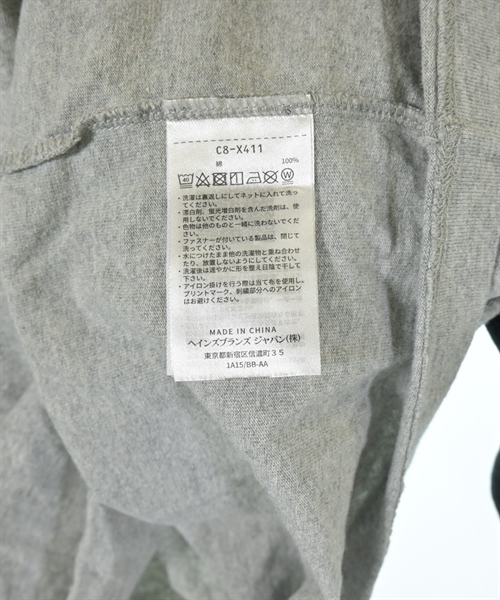 C8-X411
綿 100%
40 W
・洗濯は裏返しにしてネットに入れて洗っ
てください。
・漂白剤、蛍光増白剤を含んだ洗剤は、使
用しないでください。
・色物は他のものと一緒に洗わないでくだ
さい。
・ファスナーが付いている製品は、閉じて
洗ってください。
・水につけたまま他の洗濯物と重ね合わせ
たり、放置しないようにしてください。
・洗濯後は速やかに形を整え日陰で干して
下さい。
・アイロン掛けを行う際は当て布を使用し、
プリントマーク、刺繍部分へのアイロン
はお避けください。
MADE IN CHINA
ヘインズブランズ ジャパン(株)
東京都新宿区信濃町35
1A15/BB-AA